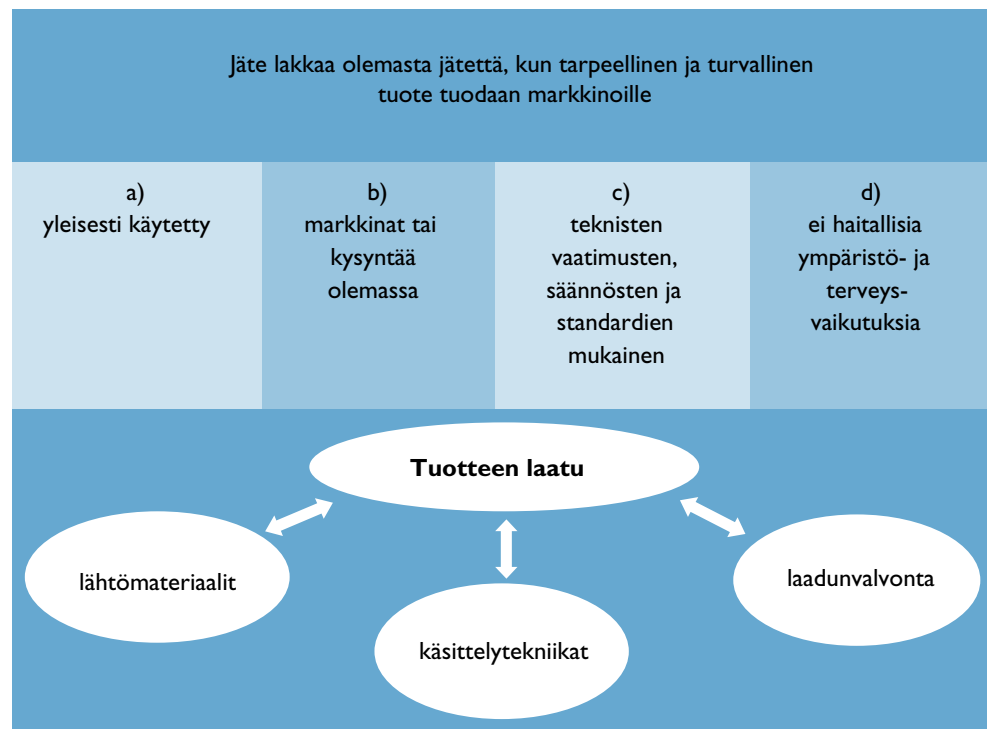 Jäte lakkaa olemasta jätettä, kun tarpeellinen ja turvallinen
tuote tuodaan markkinoille
a)
yleisesti käytetty
b)
markkinat tai
kysyntää
olemassa
c)
teknisten
vaatimusten,
säännösten ja
standardien
mukainen
d)
ei haitallisia
ympäristö- ja
terveys-
vaikutuksia
Tuotteen laatu
lähtömateriaalit
käsittelytekniikat
laadunvalvonta